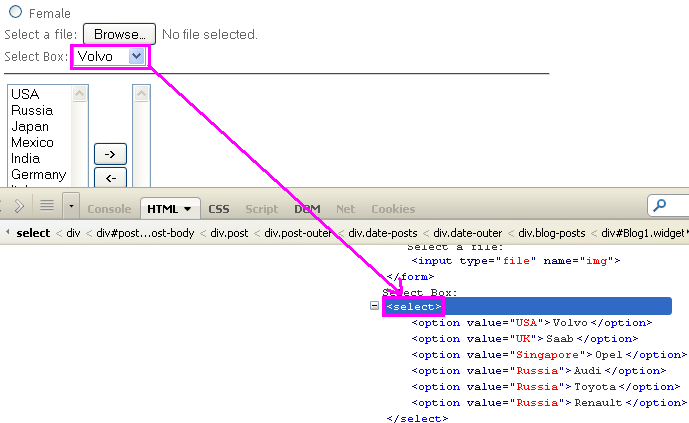 Female
Select a file: Browse... No file selected.
Select Box: Volvo
USA
Russia
Japan
Mexico
India
Germany
->
<-
Console HTML CSS Script DOM Net Cookies
select < div < div#post...ost-body < div.post < div.post-outer < div.date-posts < div.date-outer < div.blog-posts < div#Blog1.widget
Select a file:
<input type="file" name="img">
</form>
Select Box:
<select>
<option value="USA">Volvo</option>
<option value="UK">Saab</option>
<option value="Singapore">Opel</option>
<option value="Russia">Audi</option>
<option value="Russia">Toyota</option>
<option value="Russia">Renault</option>
</select>